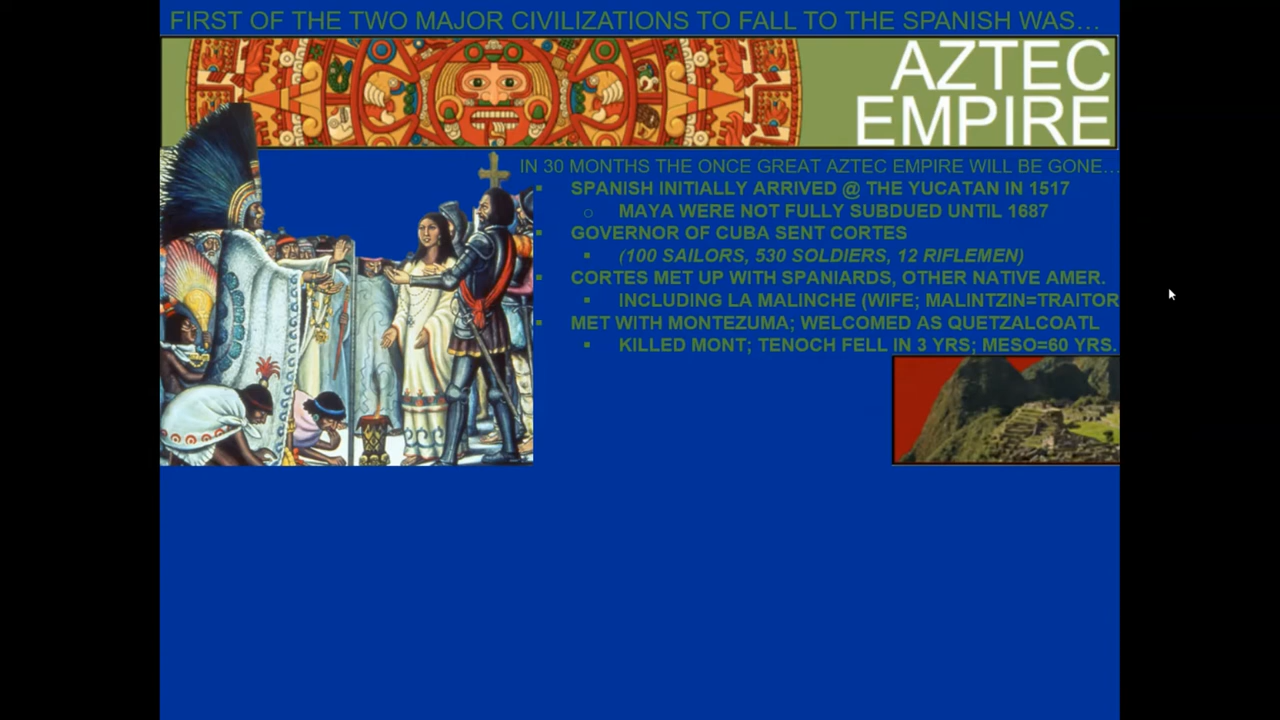 FIRST OF THE TWO MAJOR CIVILIZATIONS TO FALL TO THE SPANISH WAS…
AZTEC
EMPIRE
IN 30 MONTHS THE ONCE GREAT AZTEC EMPIRE WILL BE GONE…
▪ SPANISH INITIALLY ARRIVED @ THE YUCATAN IN 1517
○ MAYA WERE NOT FULLY SUBDUED UNTIL 1687
▪ GOVERNOR OF CUBA SENT CORTES
▪ (100 SAILORS, 530 SOLDIERS, 12 RIFLEMEN)
▪ CORTES MET UP WITH SPANIARDS, OTHER NATIVE AMER.
▪ INCLUDING LA MALINCHE (WIFE; MALINTZIN=TRAITOR
▪ MET WITH MONTEZUMA; WELCOMED AS QUETZALCOATL
▪ KILLED MONT; TENOCH FELL IN 3 YRS; MESO=60 YRS.